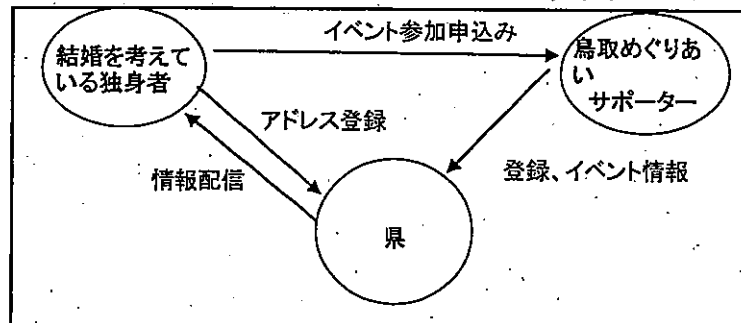 イベント参加申込み
結婚を考えて
いる独身者
鳥取めぐりあ
い
サポーター
アドレス登録
情報配信
登録、イベント情報
県